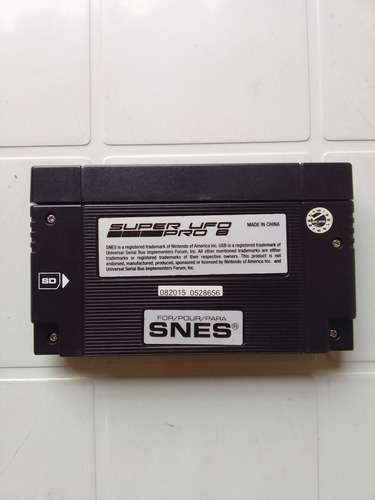 SUPER UFO
PRO 8
MADE IN CHINA
SNES is a registered trademark of Nintendo of America Inc. USB is a registered trademark of
Universal Serial Bus Implementers Forum, Inc. All other mentioned trademarks are either
trademarks or registered trademarks of their respective owners. This product is not
endorsed, manufactured, produced, sponsored or licensed by Nintendo of America Inc. and
Universal Serial Bus Implementers Forum, Inc.
SD
082015 0528656
FOR/POUR/PARA
SNES®